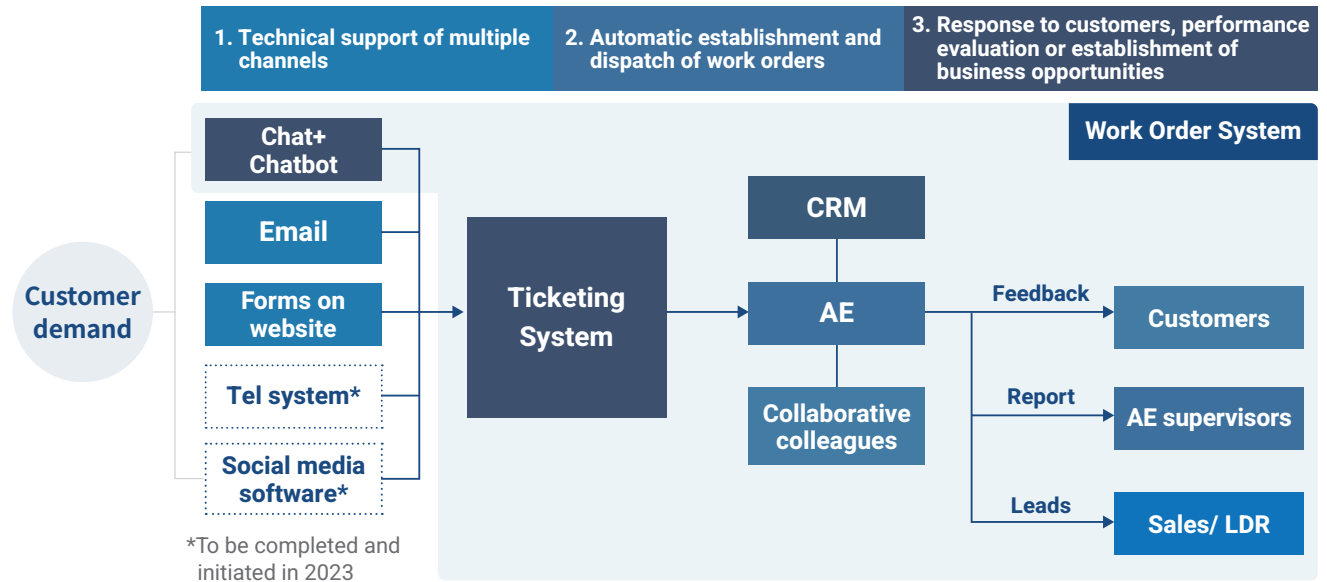 1. Technical support of multiple
channels
2. Automatic establishment and
dispatch of work orders
3. Response to customers, performance
evaluation or establishment of
business opportunities
Work Order System
Customer
demand
Chat+
Chatbot
Email
Forms on
website
Tel system*
Social media
software*
*To be completed and
initiated in 2023
Ticketing
System
CRM
AE
Collaborative
colleagues
Feedback
Customers
Report
AE supervisors
Leads
Sales/ LDR